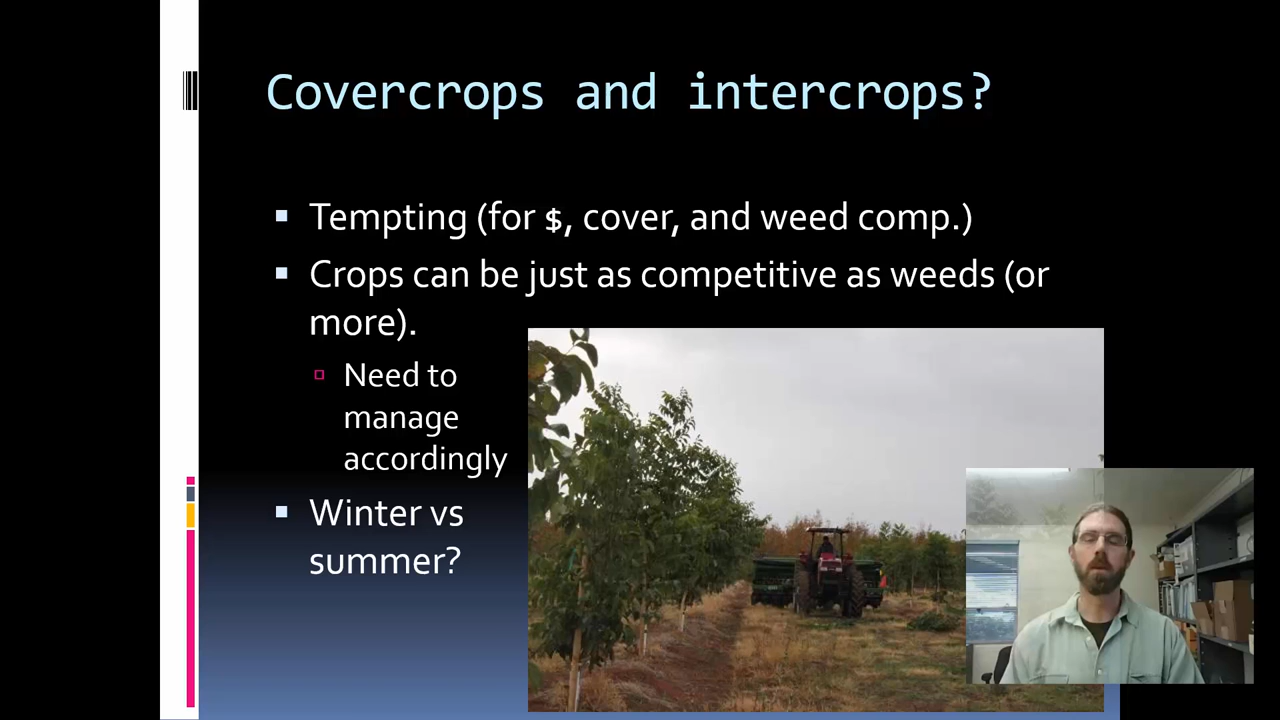 Covercrops and intercrops?
Tempting (for $, cover, and weed comp.)
Crops can be just as competitive as weeds (or
more).
Need to
manage
accordingly
Winter vs
summer?